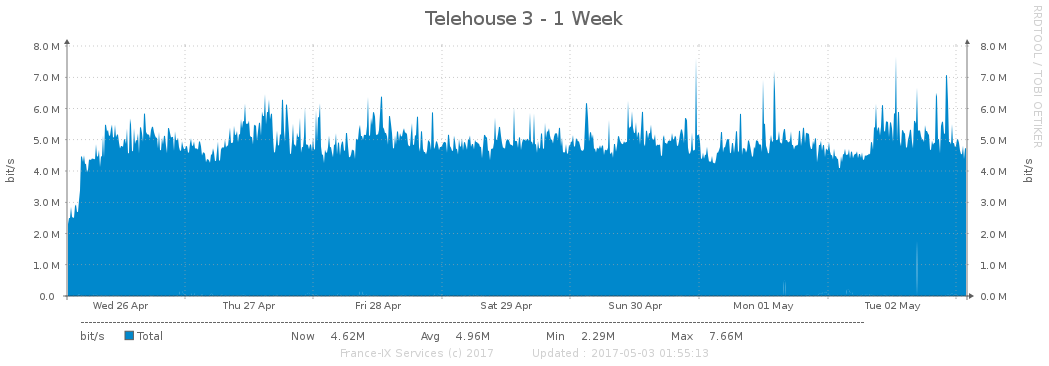 Telehouse 3 - 1 Week
RRDTOOL / TOBI OETIKER
bit/s
8.0 M 8.0 M
7.0 M 7.0 M
6.0 M 6.0 M
5.0 M 5.0 M
4.0 M 4.0 M
3.0 M 3.0 M
2.0 M 2.0 M
1.0 M 1.0 M
0.0 0.0 M
bit/s
Wed 26 Apr Thu 27 Apr Fri 28 Apr Sat 29 Apr Sun 30 Apr Mon 01 May Tue 02 May
bit/s Total Now 4.62M Avg 4.96M Min 2.29M Max 7.66M
France-IX Services (c) 2017 Updated : 2017-05-03 01:55:13